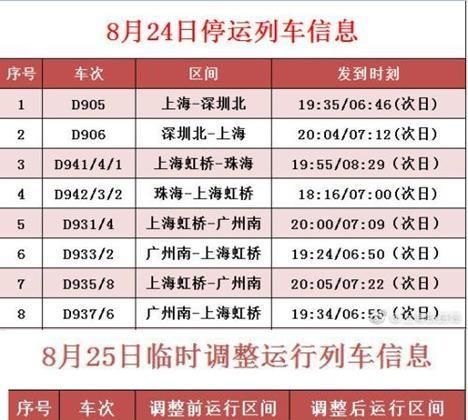 8月24日停运列车信息
序号 车次 区间 发到时刻
1 D905 上海-深圳北 19:35/06:46(次日)
2 D906 深圳北-上海 20:04/07:12(次日)
3 D941/4/1 上海虹桥-珠海 19:55/08:29(次日)
4 D942/3/2 珠海-上海虹桥 18:16/07:00(次日)
5 D931/4 上海虹桥-广州南 20:00/07:09(次日)
6 D933/2 广州南-上海虹桥 19:24/06:50(次日)
7 D935/8 上海虹桥-广州南 20:05/07:22(次日)
8 D937/6 广州南-上海虹桥 19:34/06:58(次日)
8月25日临时调整运行列车信息
序号 车次 调整前运行区间 调整后运行区间